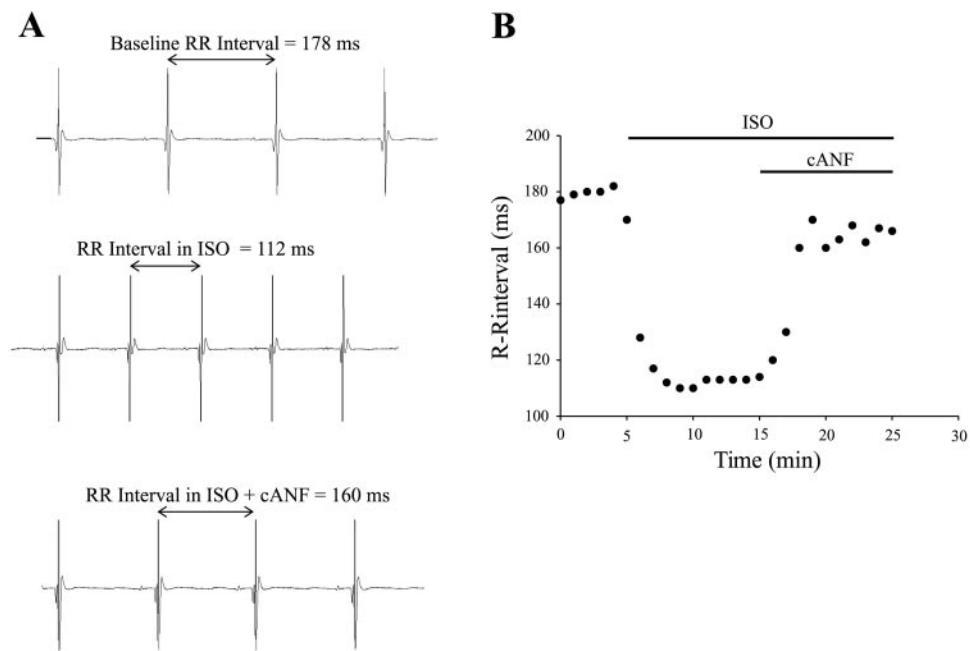 A
Baseline RR Interval = 178 ms
RR Interval in ISO = 112 ms
RR Interval in ISO + cANF = 160 ms
B
ISO
cANF
R-Rinterval (ms)
200
180
160
140
120
100
0 5 10 15 20 25 30
Time (min)